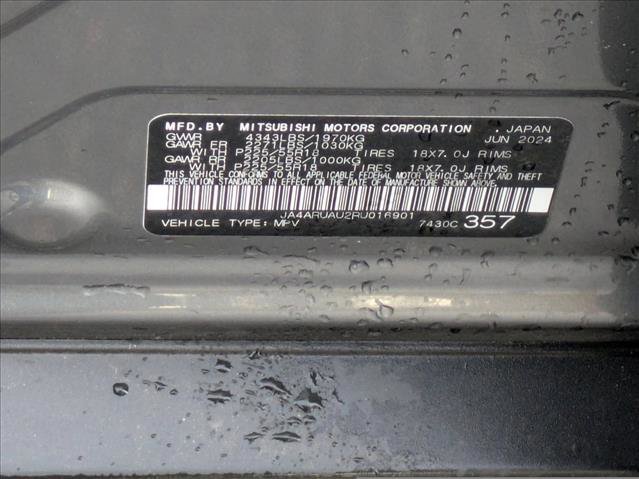 MFD.BY MITSUBISHI MOTORS CORPORATION . JAPAN
GVWR 4343LBS/1970KG JUN 2024
GAWR FR 2271LBS/1030KG
WITH P225/55R18 TIRES 18X7.0J RIMS
GAWR RR 2205LBS/1000KG
WITH P225/55R18 TIRES 18X7.0J RIMS
THIS VEHICLE CONFORMS TO ALL APPLICABLE FEDERAL MOTOR VEHICLE SAFETY AND THEFT
PREVENTION STANDARDS IN EFFECT ON THE DATE OF MANUFACTURE SHOWN ABOVE.
JA4ARUAU2RU016901
VEHICLE TYPE: MPV 7430C 357